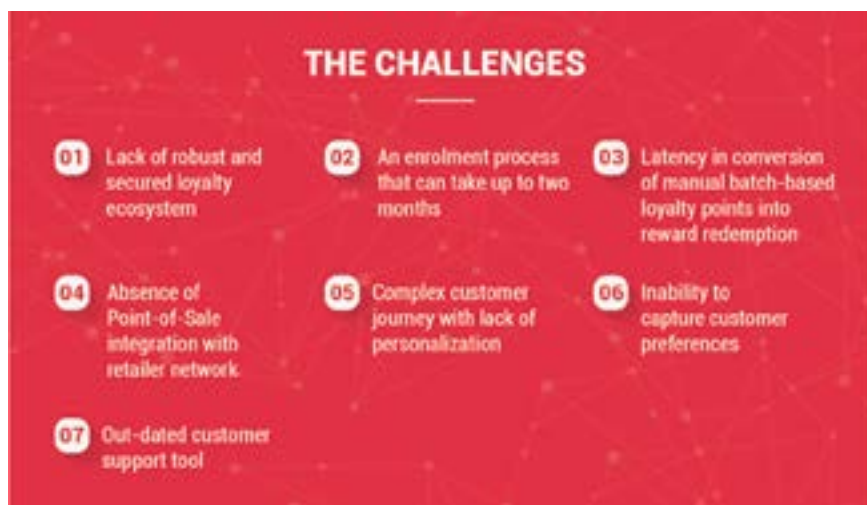 THE CHALLENGES
01
Lack of robust and
secured loyalty
ecosystem
02
An enrolment process
that can take up to two
months
03
Latency in conversion
of manual batch-based
loyalty points into
reward redemption
04
Absence of
Point-of-Sale
integration with
retailer network
05
Complex customer
journey with lack of
personalization
06
Inability to
capture customer
preferences
07
Out-dated customer
support tool